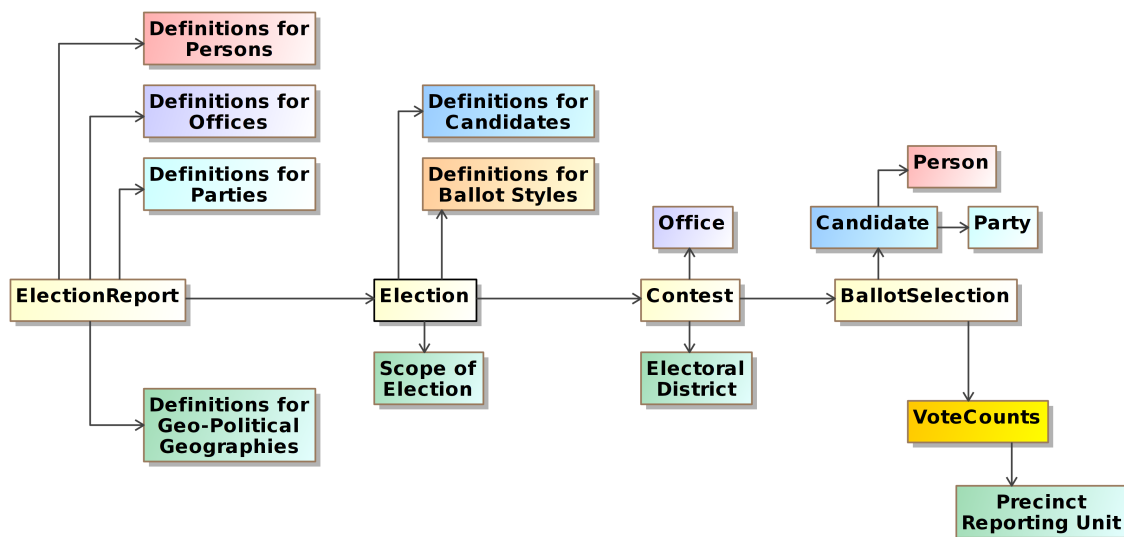 Definitions for
Persons
Definitions for
Offices
Definitions for
Parties
ElectionReport
Definitions for
Geo-Political
Geographies
Definitions for
Candidates
Definitions for
Ballot Styles
Election
Scope of
Election
Office
Contest
Electoral
District
Person
Candidate
Party
BallotSelection
VoteCounts
Precinct
Reporting Unit